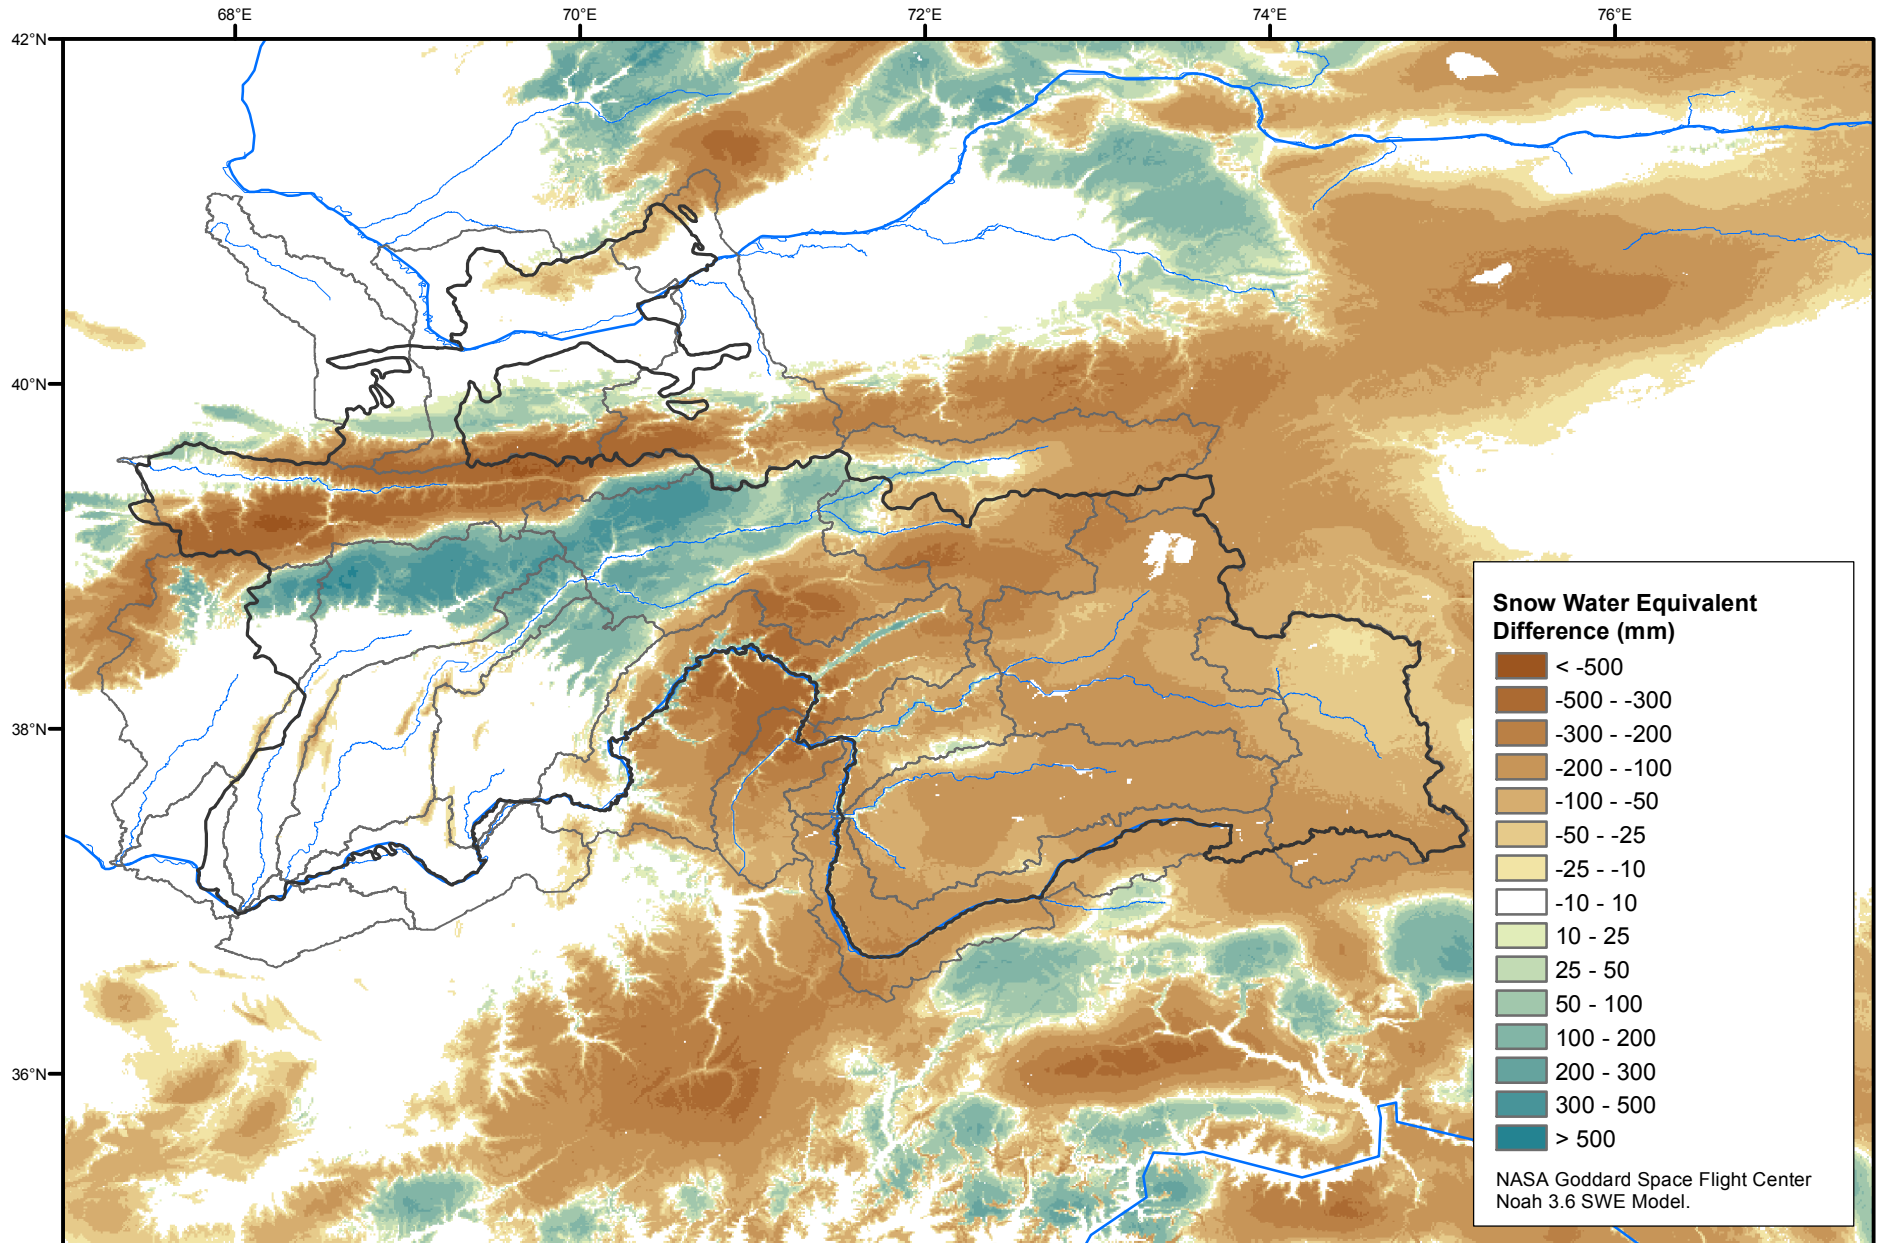 68°E 70°E 72°E 74°E 76°E
42°N
40°N
38°N
36°N
Snow Water Equivalent
Difference (mm)
< -500
-500 - -300
-300 - -200
-200 - -100
-100 - -50
-50 - -25
-25 - -10
-10 - 10
10 - 25
25 - 50
50 - 100
100 - 200
200 - 300
300 - 500
> 500
NASA Goddard Space Flight Center
Noah 3.6 SWE Model.